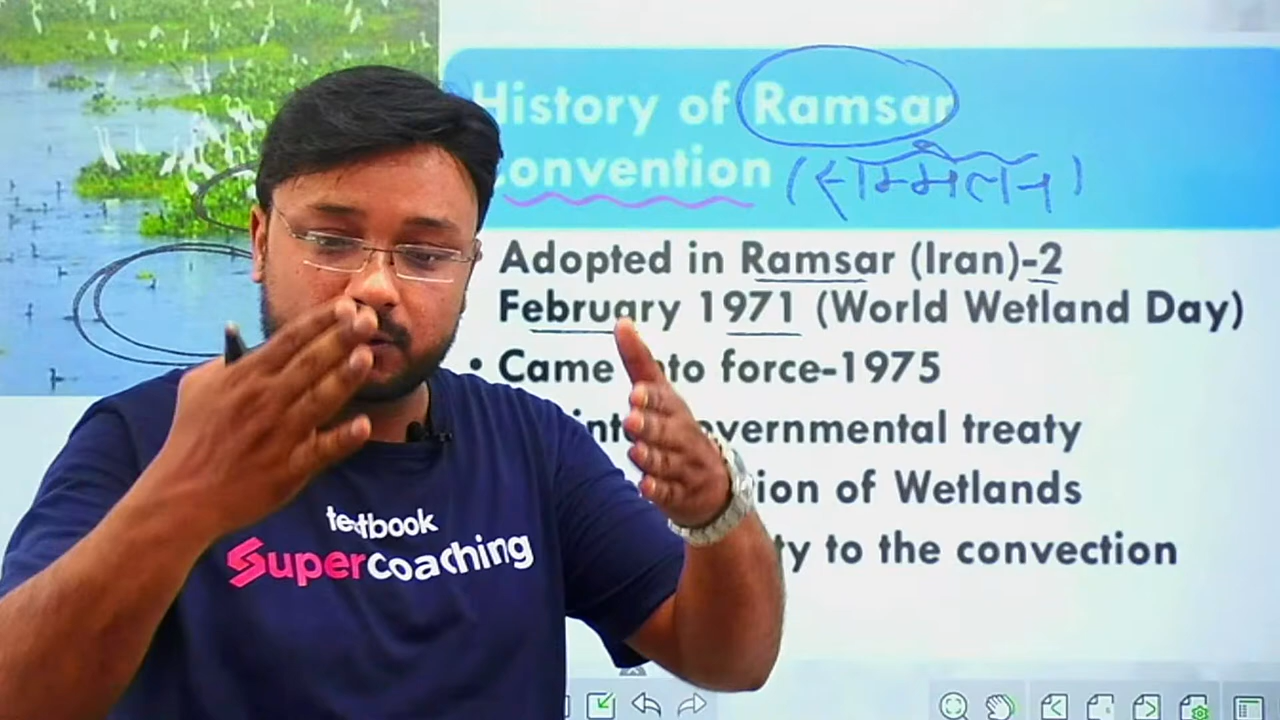 History of Ramsar
Convention (सम्मेलन)
Adopted in Ramsar (Iran)-2
February 1971 (World Wetland Day)
• Came into force-1975
vernmental treaty
ion of Wetlands
ty to the convection
testbook
Supercoaching